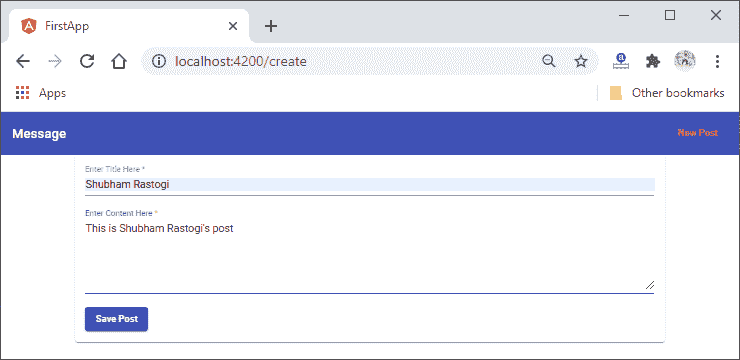 FirstApp
localhost:4200/create
Apps
Other bookmarks
Message
New Post
Enter Title Here *
Shubham Rastogi
Enter Content Here *
This is Shubham Rastogi's post
Save Post